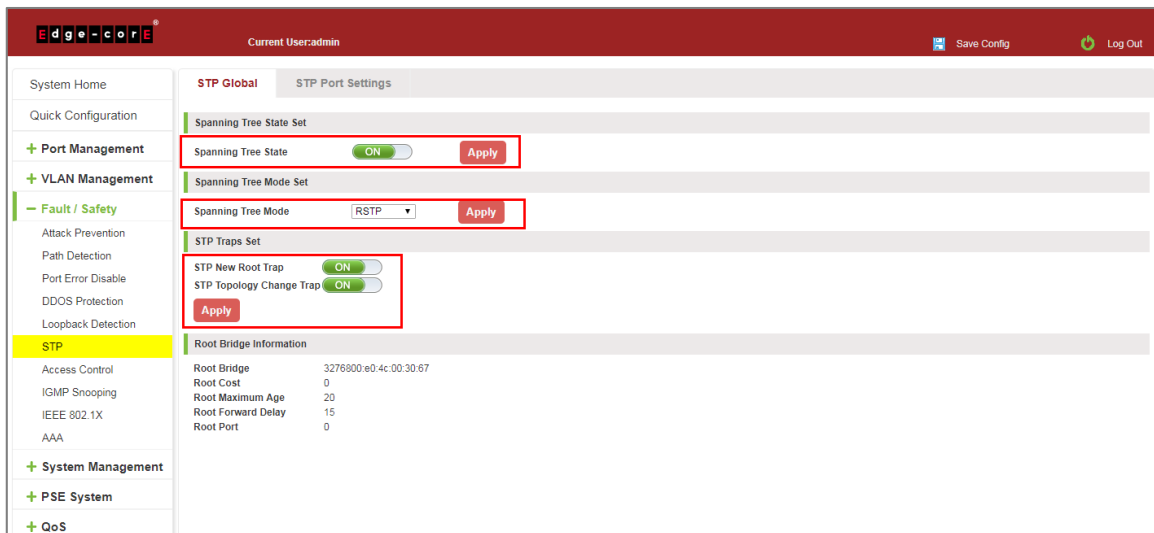 Edge-corE®
Current User:admin
Save Config
Log Out
System Home
Quick Configuration
+ Port Management
+ VLAN Management
− Fault / Safety
Attack Prevention
Path Detection
Port Error Disable
DDOS Protection
Loopback Detection
STP
Access Control
IGMP Snooping
IEEE 802.1X
AAA
+ System Management
+ PSE System
+ QoS
STP Global STP Port Settings
Spanning Tree State Set
Spanning Tree State ON Apply
Spanning Tree Mode Set
Spanning Tree Mode RSTP Apply
STP Traps Set
STP New Root Trap ON
STP Topology Change Trap ON
Apply
Root Bridge Information
Root Bridge 3276800:e0:4c:00:30:67
Root Cost 0
Root Maximum Age 20
Root Forward Delay 15
Root Port 0